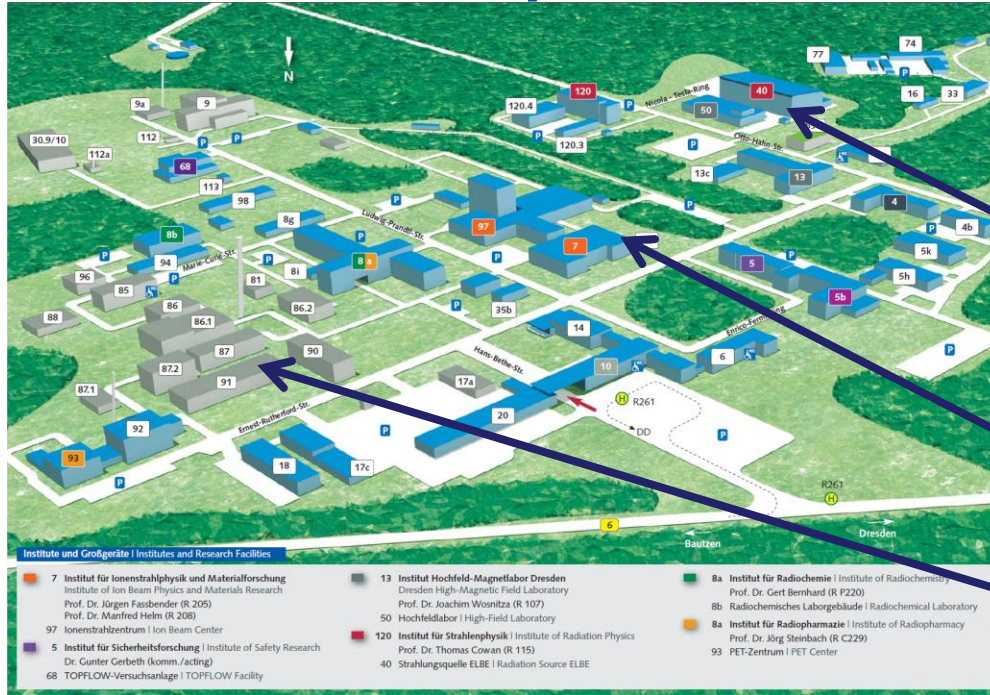 77
74
N
9a
9
120
120.4
120.3
Nicola - Tesla-Ring
40
50
16
33
30.9/10
112
112a
68
113
98
Otto-Hahn-Str.
13c
13
4
4b
8b
8g
Ludwig-Prandtl-Str.
97
7
5k
94
Marie-Curie-Str.
8a
5
5h
96
85
8i
81
5b
88
86
86.2
35b
86.1
14
Enrico-Fermi-Ring
87
90
Hans-Bethe-Str.
10
6
87.2
91
17a
87.1
R261
92
Ernest-Rutherford-Str.
20
DD
93
18
17c
P
H
R261
H
6
Bautzen
Dresden
Institute und Großgeräte | Institutes and Research Facilities
7 Institut für Ionenstrahlphysik und Materialforschung
Institute of Ion Beam Physics and Materials Research
Prof. Dr. Jürgen Fassbender (R 205)
Prof. Dr. Manfred Helm (R 208)
97 Ionenstrahlzentrum | Ion Beam Center
5 Institut für Sicherheitsforschung | Institute of Safety Research
Dr. Gunter Gerbeth (komm./acting)
68 TOPFLOW-Versuchsanlage | TOPFLOW Facility
13 Institut Hochfeld-Magnetlabor Dresden
Dresden High-Magnetic Field Laboratory
Prof. Dr. Joachim Wosnitza (R 107)
50 Hochfeldlabor | High-Field Laboratory
120 Institut für Strahlenphysik | Institute of Radiation Physics
Prof. Dr. Thomas Cowan (R 115)
40 Strahlungsquelle ELBE | Radiation Source ELBE
8a Institut für Radiochemie | Institute of Radiochemistry
Prof. Dr. Gert Bernhard (R P220)
8b Radiochemisches Laborgebäude | Radiochemical Laboratory
8a Institut für Radiopharmazie | Institute of Radiopharmacy
Prof. Dr. Jörg Steinbach (R C229)
93 PET-Zentrum | PET Center